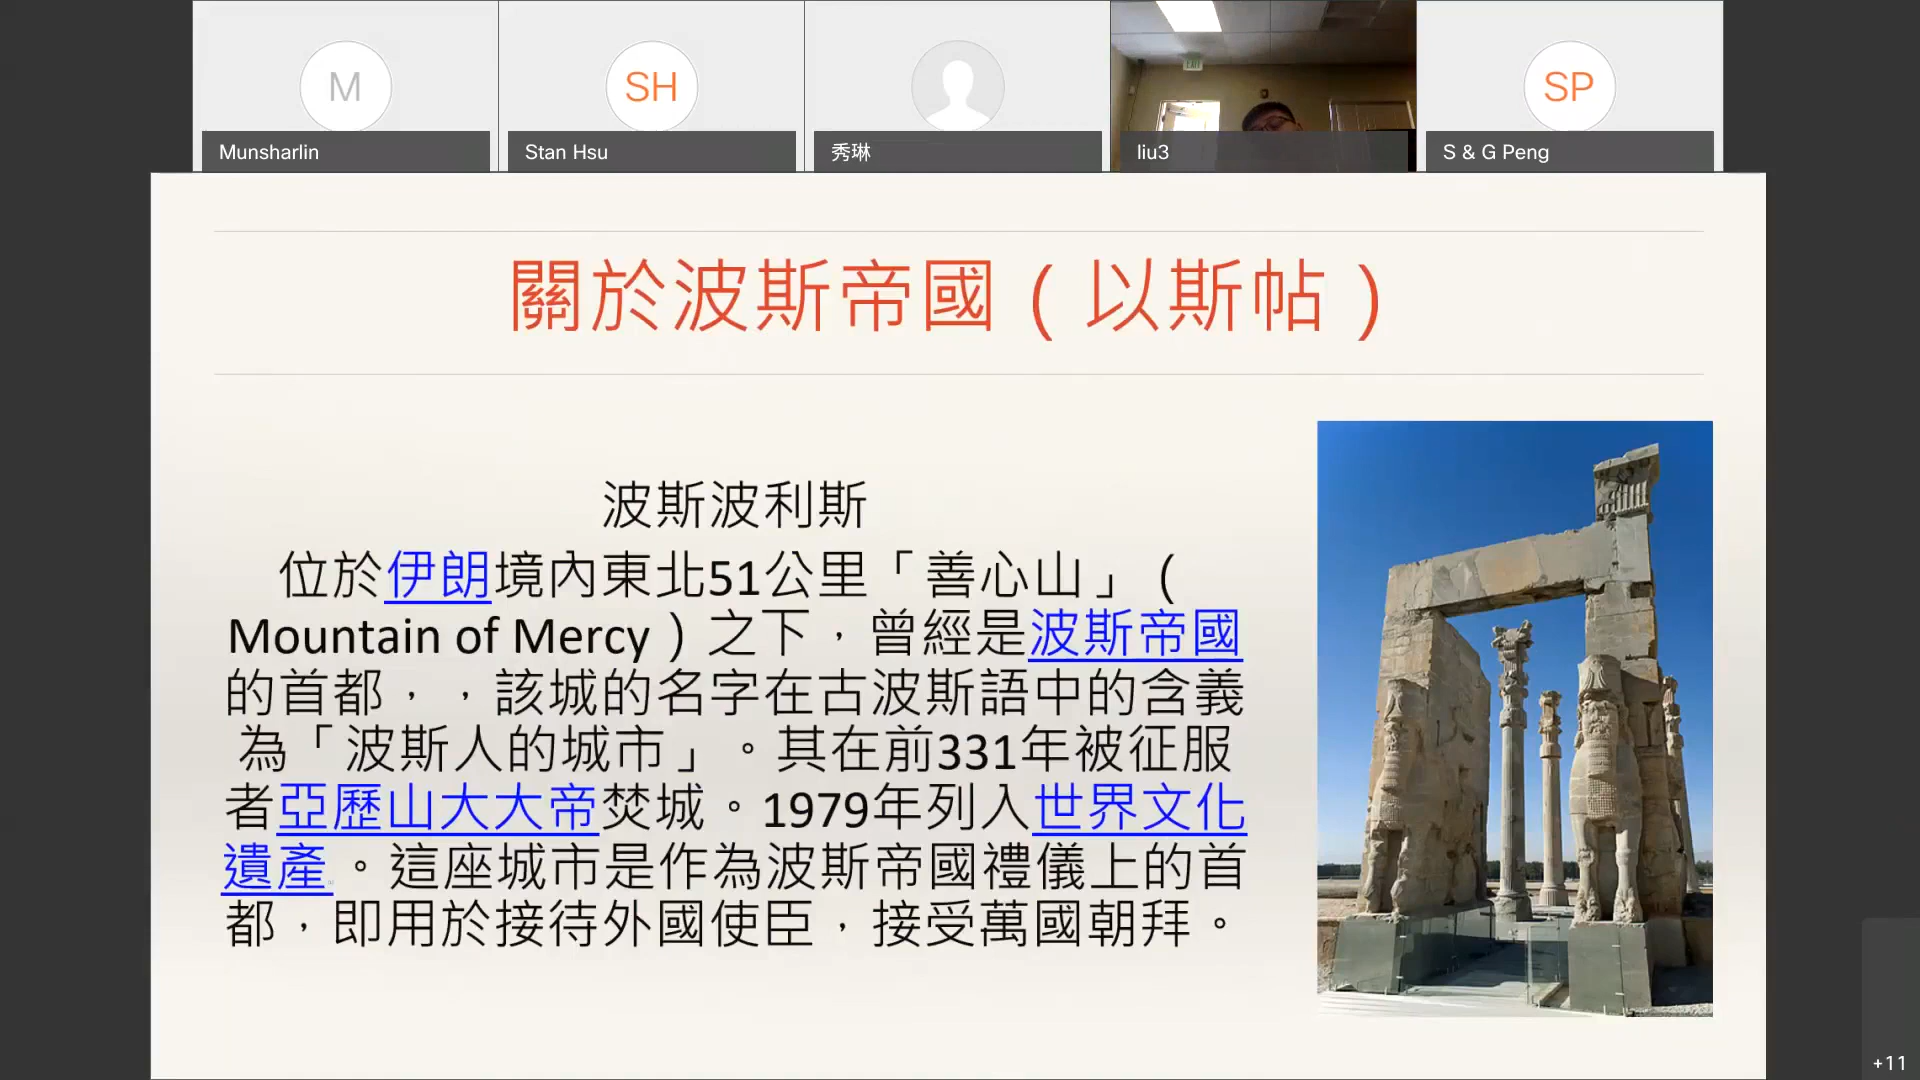 M
SH
SP
Munsharlin
Stan Hsu
秀琳
liu3
S & G Peng
EXIT
關於波斯帝國（以斯帖）
波斯波利斯
位於伊朗境內東北51公里「善心山」（
Mountain of Mercy）之下，曾經是波斯帝國
的首都，，該城的名字在古波斯語中的含義
為「波斯人的城市」。其在前331年被征服
者亞歷山大大帝焚城。1979年列入世界文化
遺產。這座城市是作為波斯帝國禮儀上的首
都，即用於接待外國使臣，接受萬國朝拜。
+11